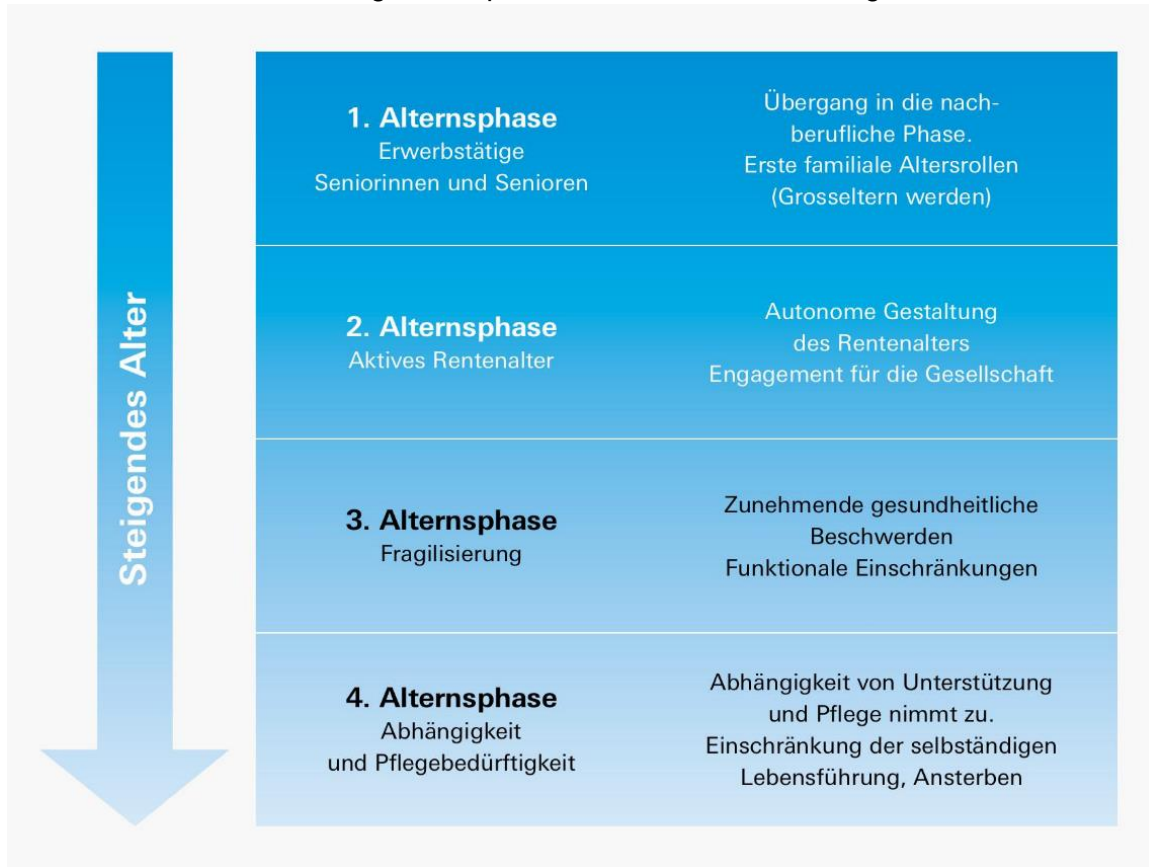 Steigendes Alter
1. Alternsphase
Erwerbstätige
Seniorinnen und Senioren
Übergang in die nach-
berufliche Phase.
Erste familiale Altersrollen
(Grosseltern werden)
2. Alternsphase
Aktives Rentenalter
Autonome Gestaltung
des Rentenalters
Engagement für die Gesellschaft
3. Alternsphase
Fragilisierung
Zunehmende gesundheitliche
Beschwerden
Funktionale Einschränkungen
4. Alternsphase
Abhängigkeit
und Pflegebedürftigkeit
Abhängigkeit von Unterstützung
und Pflege nimmt zu.
Einschränkung der selbständigen
Lebensführung, Ansterben